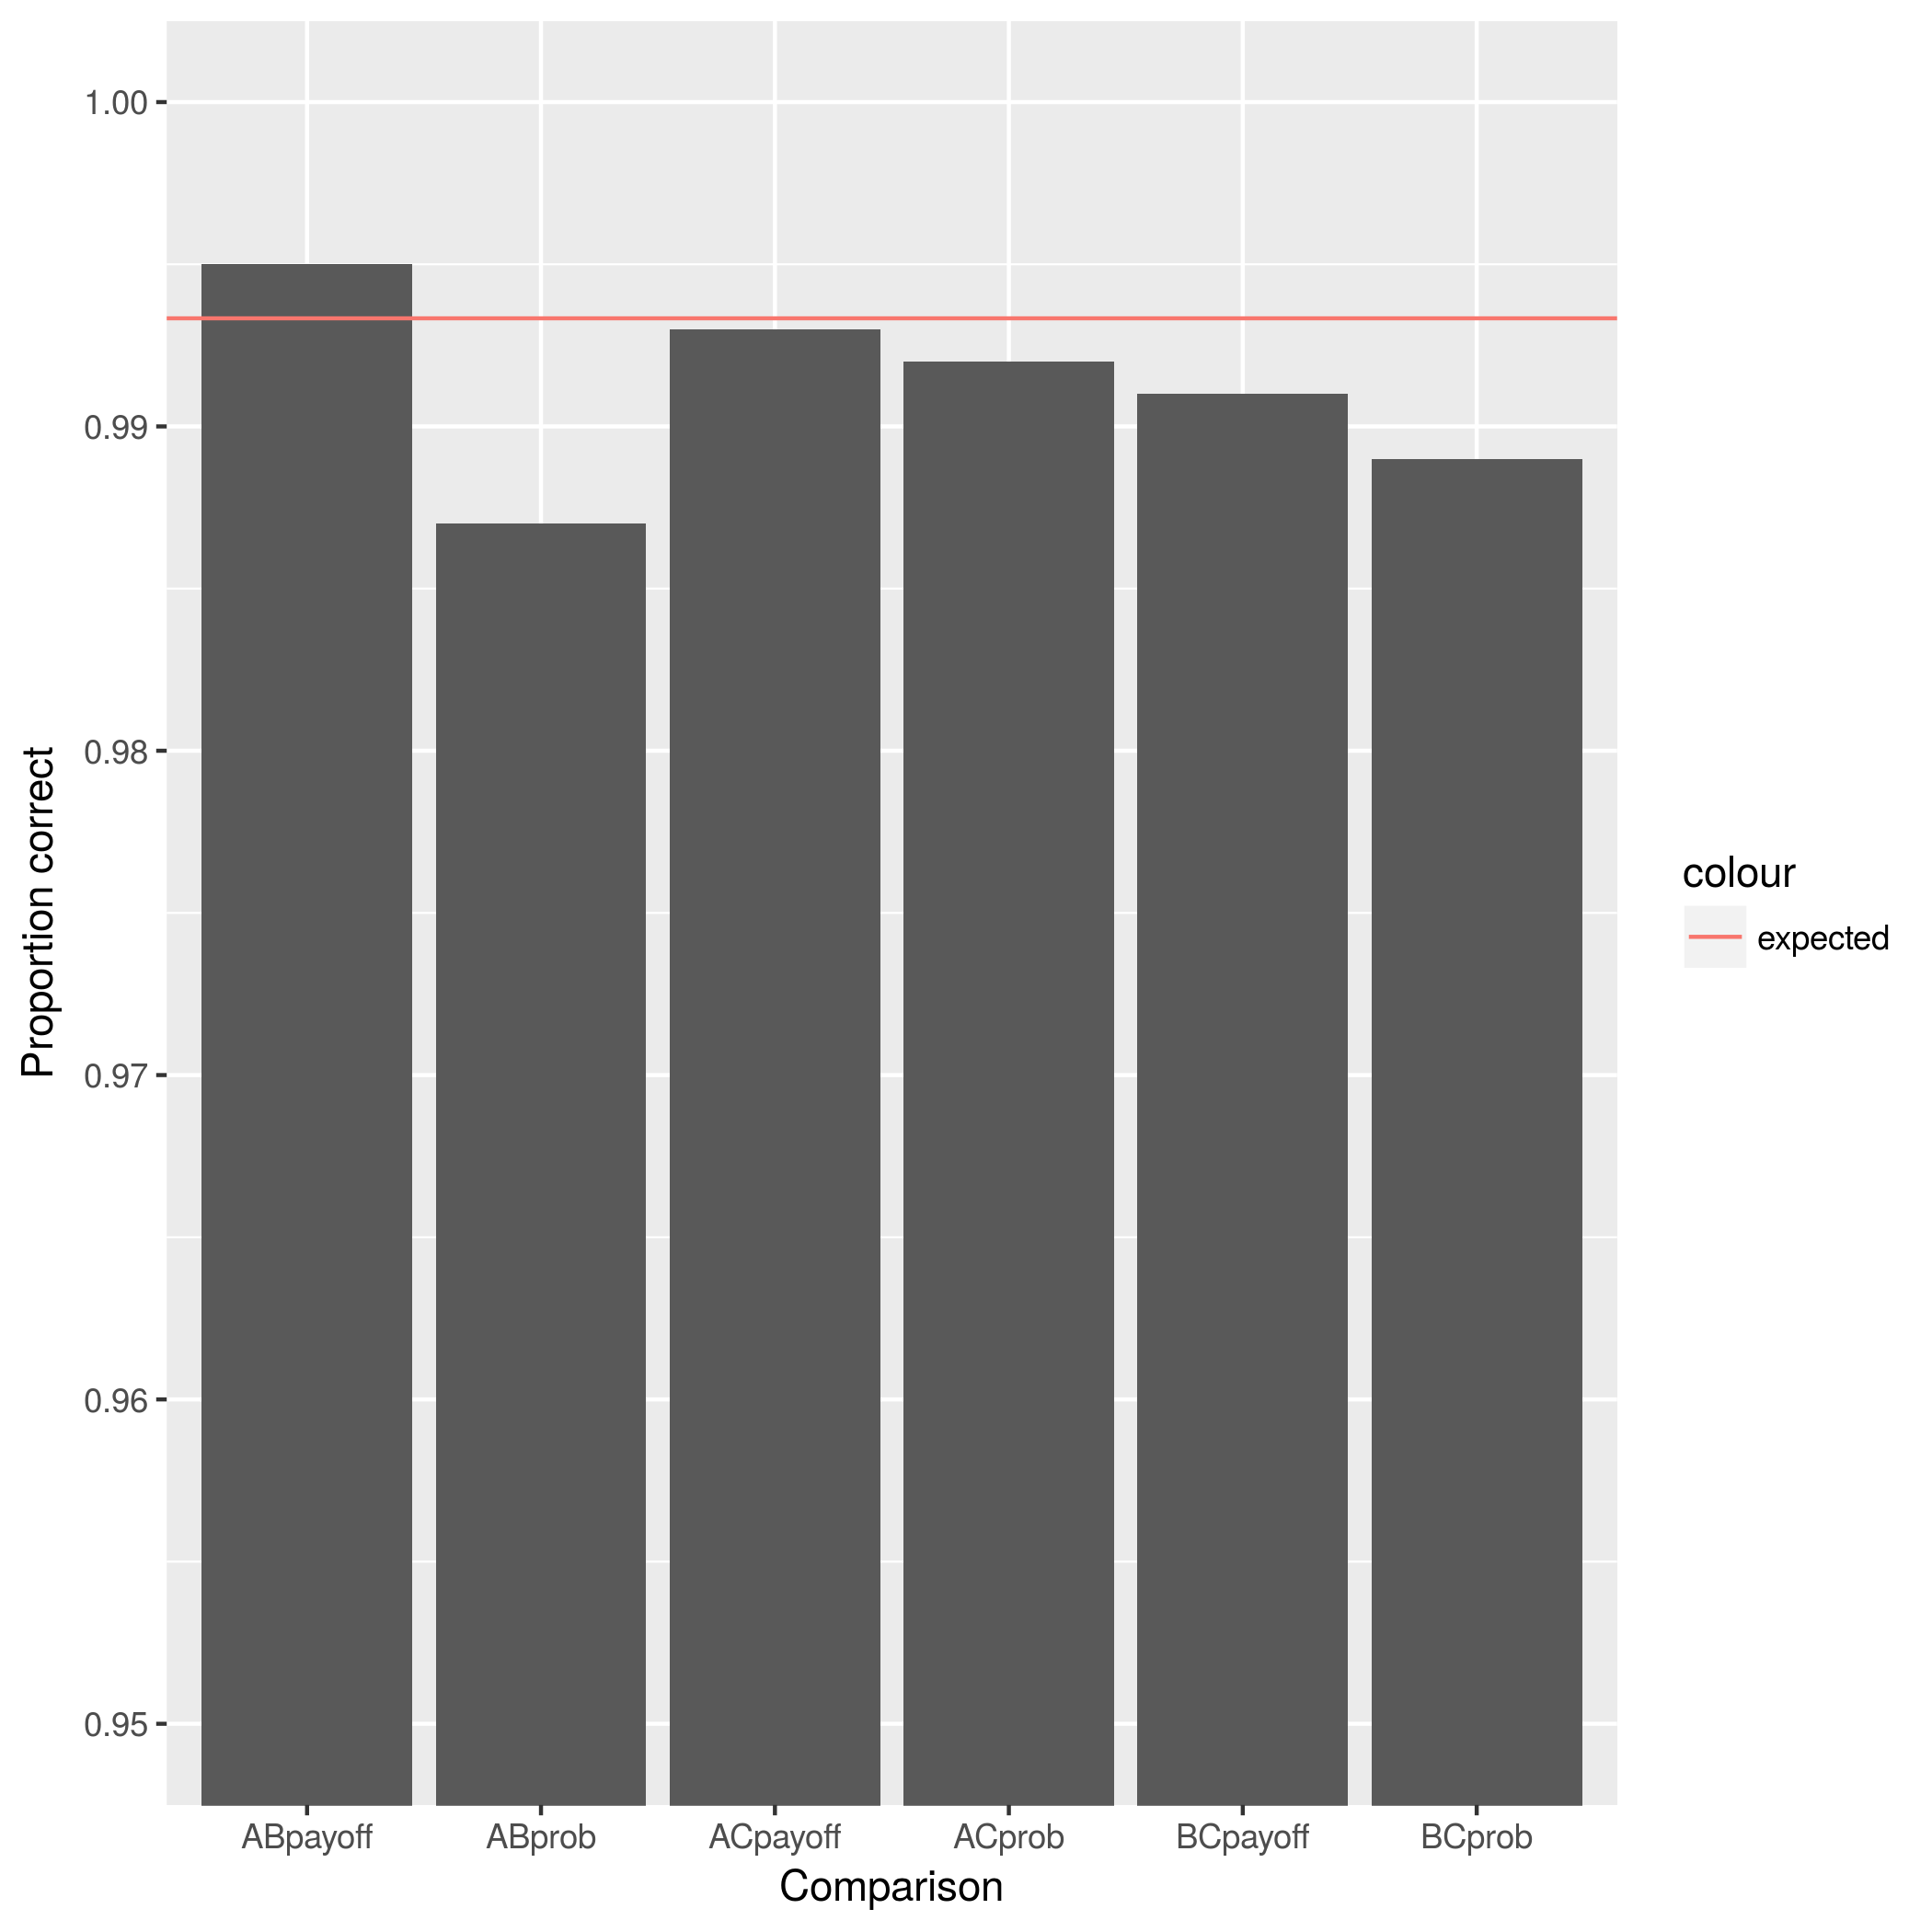 1.00
0.99
0.98
0.97
0.96
0.95
Proportion correct
ABpayoff
ABprob
ACpayoff
ACprob
BCpayoff
BCprob
Comparison
colour
expected